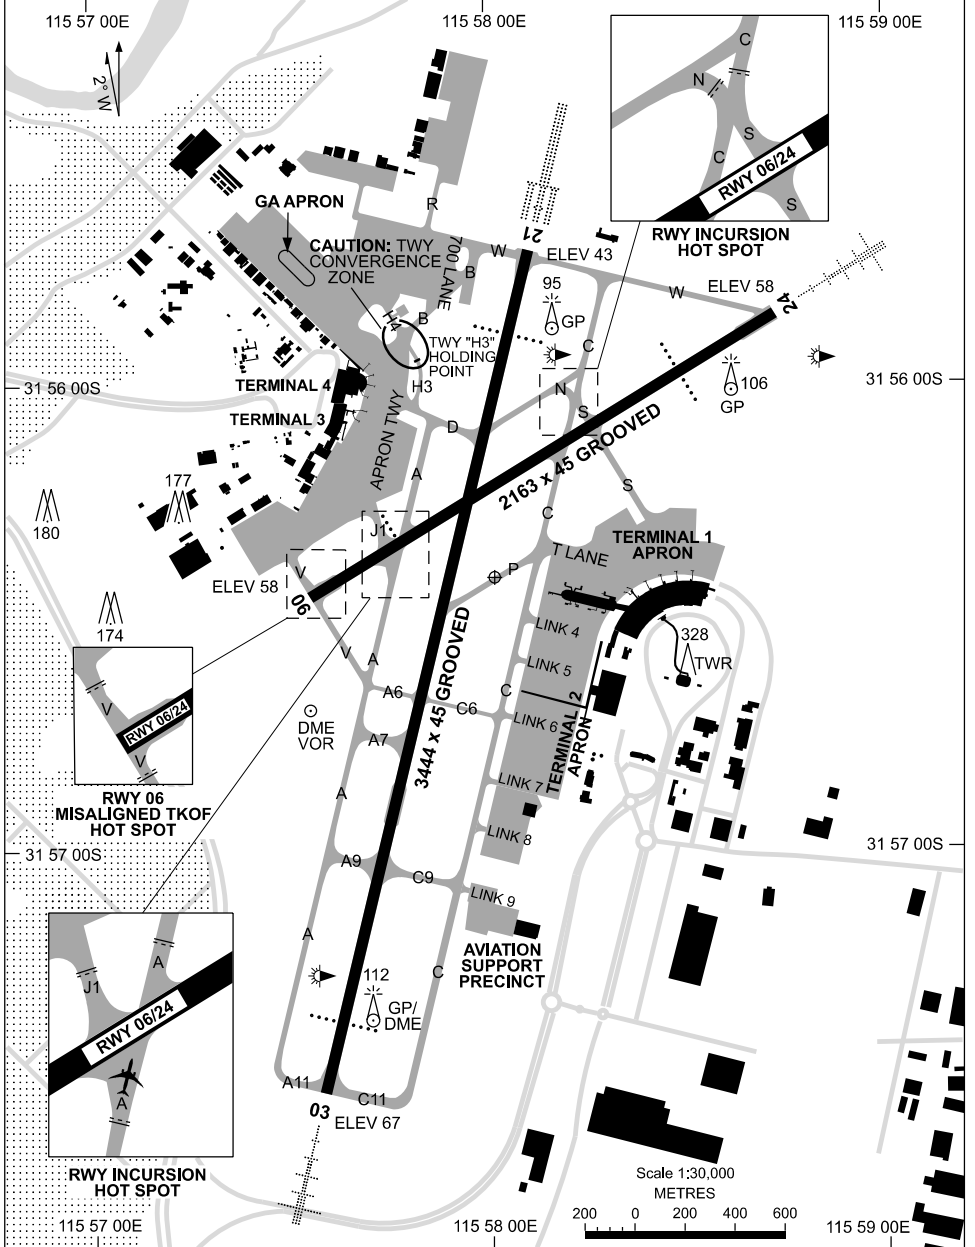 115 57 00E
115 58 00E
115 59 00E
2° W
C
N
S
C
RWY 06/24
S
RWY INCURSION
HOT SPOT
GA APRON
R
21
CAUTION: TWY
CONVERGENCE
ZONE
700 LANE
W
ELEV 43
B
W
ELEV 58
24
95
GP
H4
B
TWY "H3"
HOLDING
POINT
C
106
GP
31 56 00S
31 56 00S
TERMINAL 4
H3
N
S
TERMINAL 3
D
APRON TWY
2163 x 45 GROOVED
A
S
177
180
J1
C
TERMINAL 1
APRON
T LANE
V
ELEV 58
06
P
174
LINK 4
328
TWR
3444 x 45 GROOVED
V
A
LINK 5
A6
C
C6
LINK 6
TERMINAL 2
APRON
V
RWY 06/24
V
DME
VOR
A7
RWY 06
MISALIGNED TKOF
HOT SPOT
A
LINK 7
LINK 8
31 57 00S
31 57 00S
A9
C9
LINK 9
A
AVIATION
SUPPORT
PRECINCT
C
A
J1
RWY 06/24
A
112
GP/
DME
A11
C11
03
ELEV 67
RWY INCURSION
HOT SPOT
Scale 1:30,000
METRES
200
0
200
400
600
115 57 00E
115 58 00E
115 59 00E